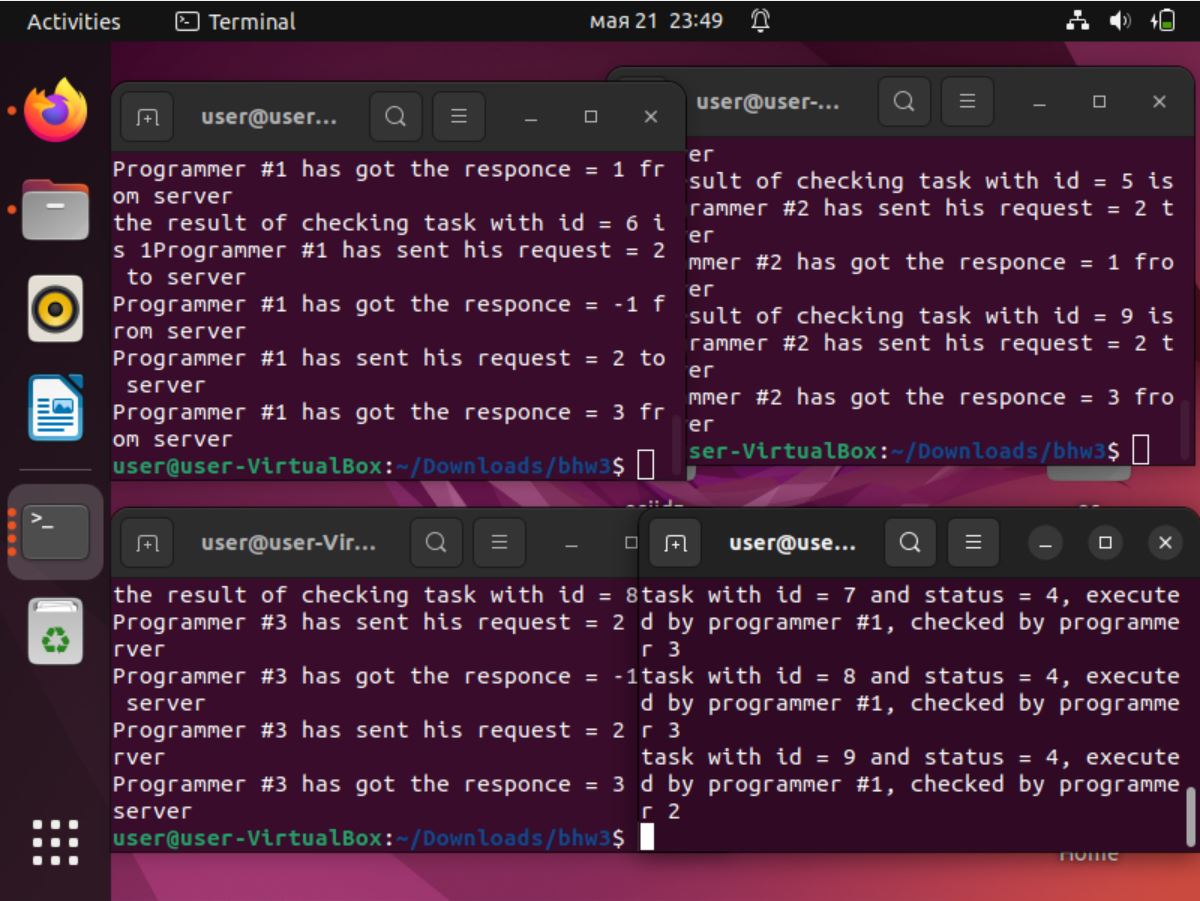 Activities Terminal мая 21 23:49
user@user...
Programmer #1 has got the responce = 1 fr
om server
the result of checking task with id = 6 i
s 1Programmer #1 has sent his request = 2
to server
Programmer #1 has got the responce = -1 f
rom server
Programmer #1 has sent his request = 2 to
server
Programmer #1 has got the responce = 3 fr
om server
user@user-VirtualBox:~/Downloads/bhw3$
user@user-...
er
sult of checking task with id = 5 is
rammer #2 has sent his request = 2 t
er
mmer #2 has got the responce = 1 fro
er
sult of checking task with id = 9 is
rammer #2 has sent his request = 2 t
er
mmer #2 has got the responce = 3 fro
er
ser-VirtualBox:~/Downloads/bhw3$
user@user-Vir...
the result of checking task with id = 8
Programmer #3 has sent his request = 2
rver
Programmer #3 has got the responce = -1
server
Programmer #3 has sent his request = 2
rver
Programmer #3 has got the responce = 3
server
user@user-VirtualBox:~/Downloads/bhw3$
user@use...
task with id = 7 and status = 4, execute
d by programmer #1, checked by programme
r 3
task with id = 8 and status = 4, execute
d by programmer #1, checked by programme
r 3
task with id = 9 and status = 4, execute
d by programmer #1, checked by programme
r 2
Home